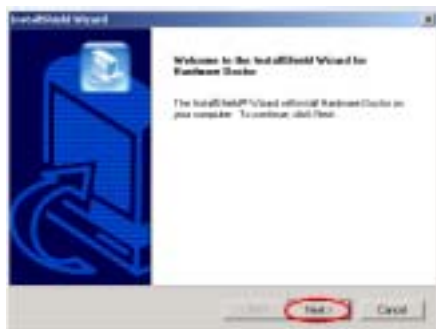 InstallShield Wizard
Welcome to the InstallShield Wizard for
Hardware Doctor
The InstallShield® Wizard will install Hardware Doctor on
your computer. To continue, click Next.
Next >
Cancel